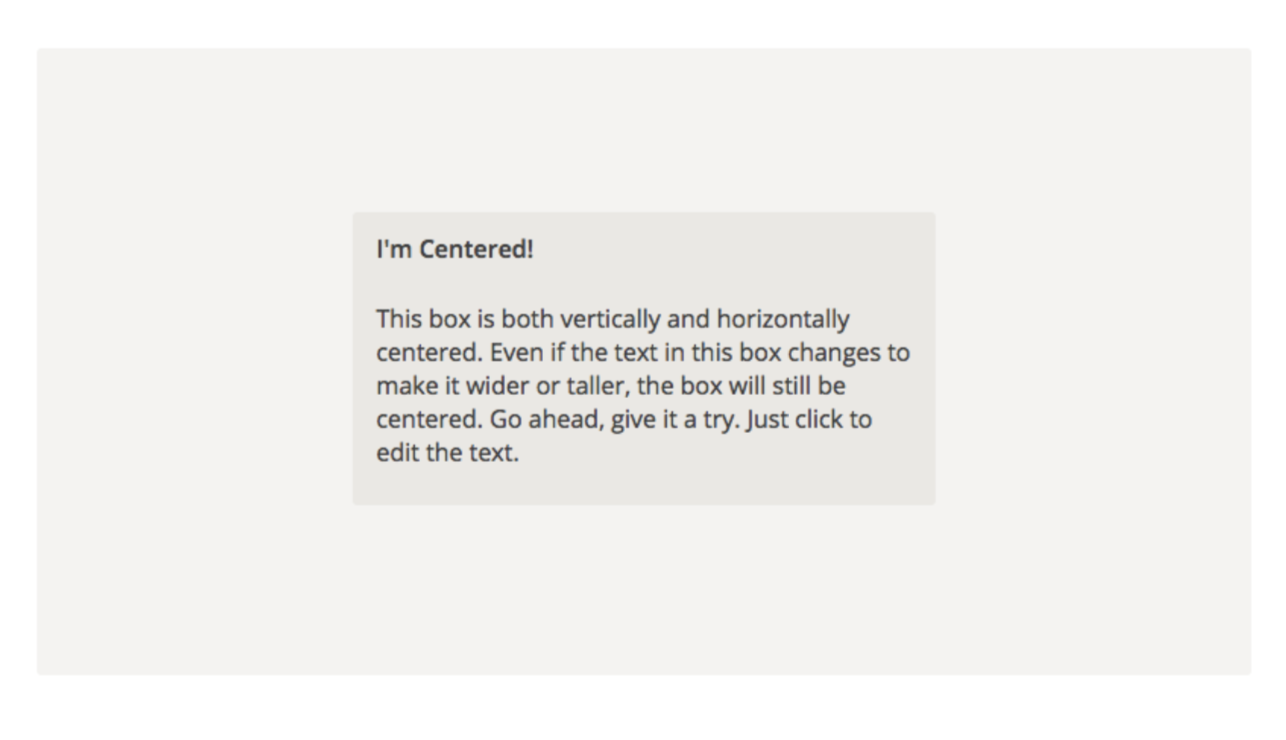 I'm Centered!
This box is both vertically and horizontally
centered. Even if the text in this box changes to
make it wider or taller, the box will still be
centered. Go ahead, give it a try. Just click to
edit the text.